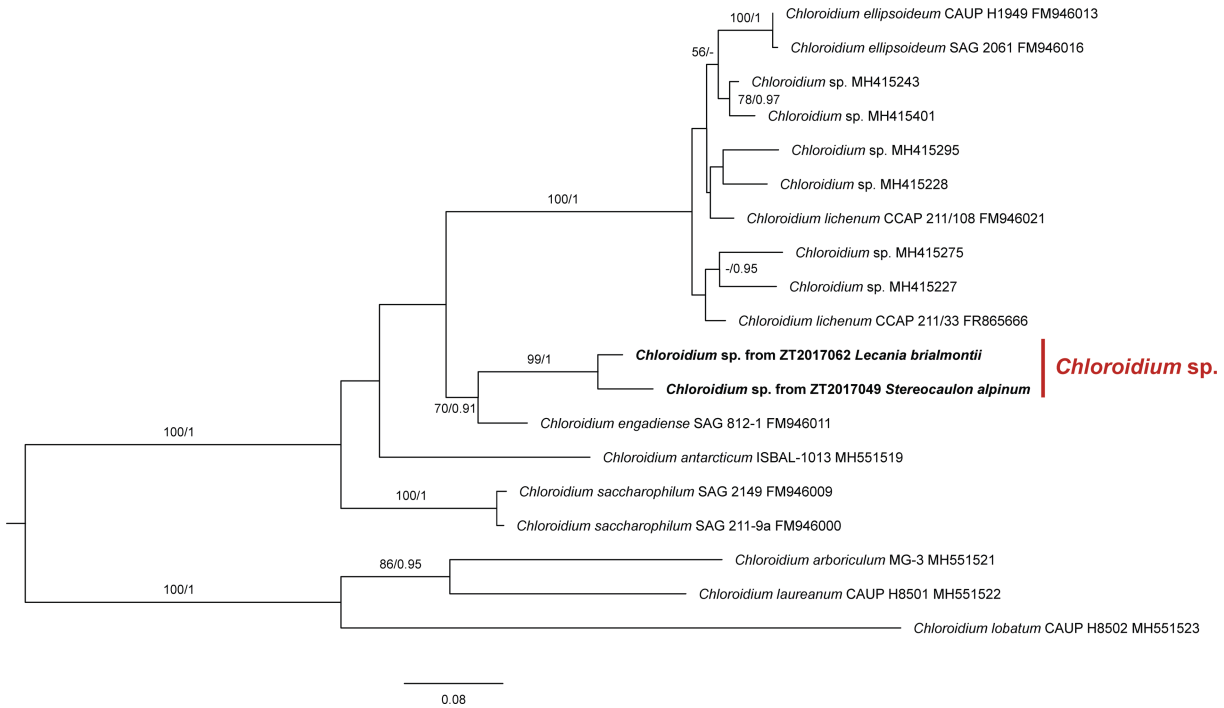 Chloroidium ellipsoideum CAUP H1949 FM946013
100/1
Chloroidium ellipsoideum SAG 2061 FM946016
56/-
Chloroidium sp. MH415243
78/0.97
Chloroidium sp. MH415401
Chloroidium sp. MH415295
Chloroidium sp. MH415228
100/1
Chloroidium lichenum CCAP 211/108 FM946021
Chloroidium sp. MH415275
-/0.95
Chloroidium sp. MH415227
Chloroidium lichenum CCAP 211/33 FR865666
Chloroidium sp. from ZT2017062 Lecania brialmontii
99/1
Chloroidium sp.
Chloroidium sp. from ZT2017049 Stereocaulon alpinum
70/0.91
Chloroidium engadiense SAG 812-1 FM946011
100/1
Chloroidium antarcticum ISBAL-1013 MH551519
Chloroidium saccharophilum SAG 2149 FM946009
100/1
Chloroidium saccharophilum SAG 211-9a FM946000
Chloroidium arboriculum MG-3 MH551521
86/0.95
100/1
Chloroidium laureanum CAUP H8501 MH551522
Chloroidium lobatum CAUP H8502 MH551523
0.08